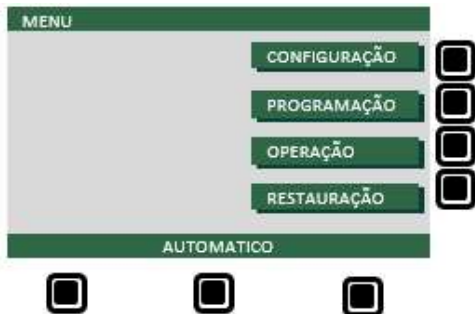 MENU
CONFIGURAÇÃO
PROGRAMAÇÃO
OPERAÇÃO
RESTAURAÇÃO
AUTOMATICO